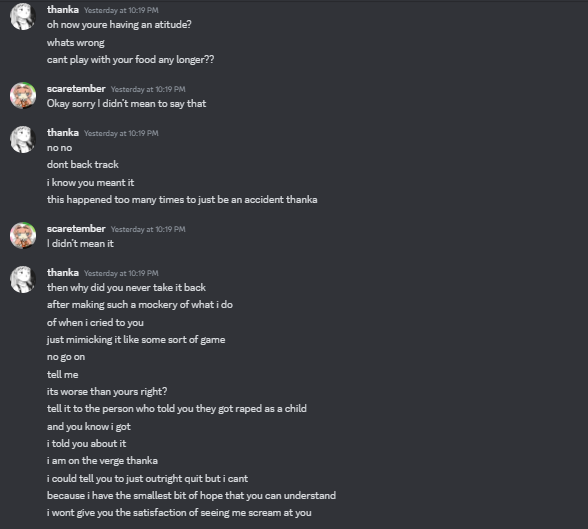 thanka Yesterday at 10:19 PM
oh now youre having an atitude?
whats wrong
cant play with your food any longer??
scaretember Yesterday at 10:19 PM
Okay sorry I didn't mean to say that
thanka Yesterday at 10:19 PM
no no
dont back track
i know you meant it
this happened too many times to just be an accident thanka
scaretember Yesterday at 10:19 PM
I didn't mean it
thanka Yesterday at 10:19 PM
then why did you never take it back
after making such a mockery of what i do
of when i cried to you
just mimicking it like some sort of game
no go on
tell me
its worse than yours right?
tell it to the person who told you they got raped as a child
and you know i got
i told you about it
i am on the verge thanka
i could tell you to just outright quit but i cant
because i have the smallest bit of hope that you can understand
i wont give you the satisfaction of seeing me scream at you